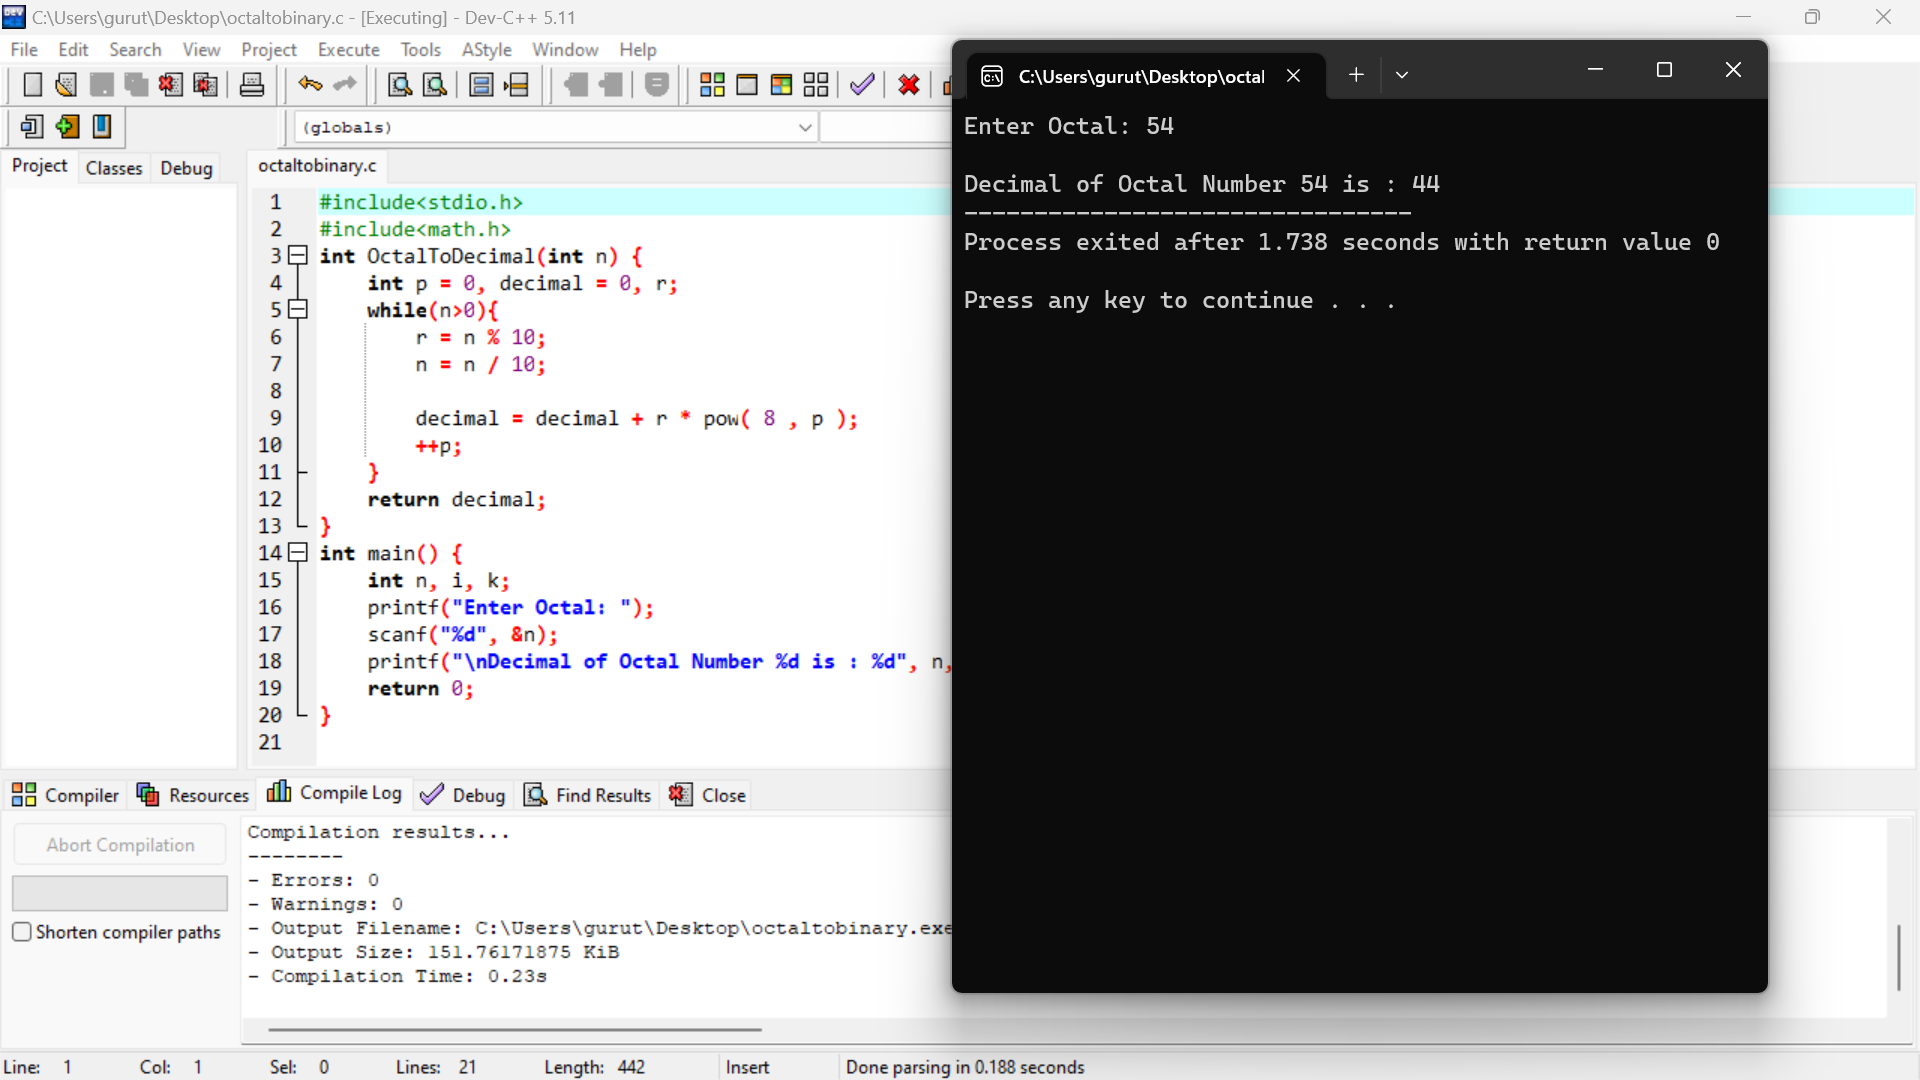 C:\Users\gurut\Desktop\octaltobinary.c - [Executing] - Dev-C++ 5.11
File Edit Search View Project Execute Tools AStyle Window Help
(globals)
Project Classes Debug
octaltobinary.c
1 #include<stdio.h>
2 #include<math.h>
3 int OctalToDecimal(int n) {
4 int p = 0, decimal = 0, r;
5 while(n>0){
6 r = n % 10;
7 n = n / 10;
8
9 decimal = decimal + r * pow( 8 , p );
10 ++p;
11 }
12 return decimal;
13 }
14 int main() {
15 int n, i, k;
16 printf("Enter Octal: ");
17 scanf("%d", &n);
18 printf("\nDecimal of Octal Number %d is : %d", n,
19 return 0;
20 }
21
C:\Users\gurut\Desktop\octal
Enter Octal: 54
Decimal of Octal Number 54 is : 44
--------------------------------
Process exited after 1.738 seconds with return value 0
Press any key to continue . . .
Compiler Resources Compile Log Debug Find Results Close
Abort Compilation
Shorten compiler paths
Compilation results...
--------
- Errors: 0
- Warnings: 0
- Output Filename: C:\Users\gurut\Desktop\octaltobinary.exe
- Output Size: 151.76171875 KiB
- Compilation Time: 0.23s
Line: 1 Col: 1 Sel: 0 Lines: 21 Length: 442 Insert Done parsing in 0.188 seconds